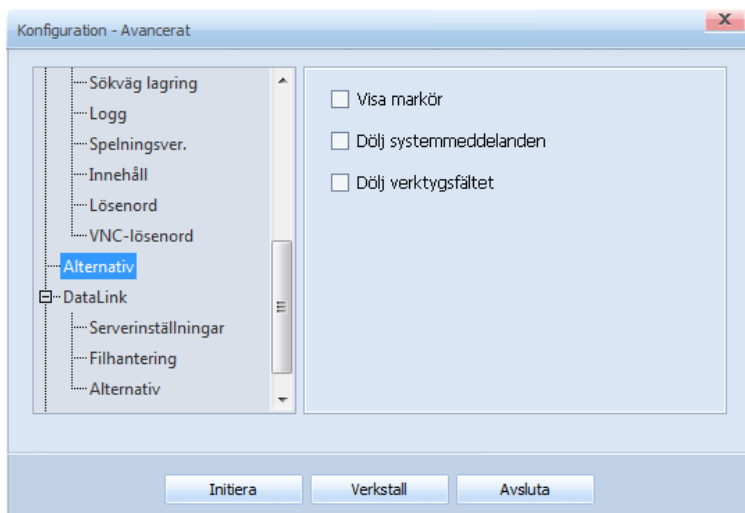 Konfiguration - Avancerat
Sökväg lagring
Logg
Spelningsver.
Innehåll
Lösenord
VNC-lösenord
Alternativ
DataLink
Serverinställningar
Filhantering
Alternativ
Visa markör
Dölj systemmeddelanden
Dölj verktygsfältet
Initiera
Verkstall
Avsluta